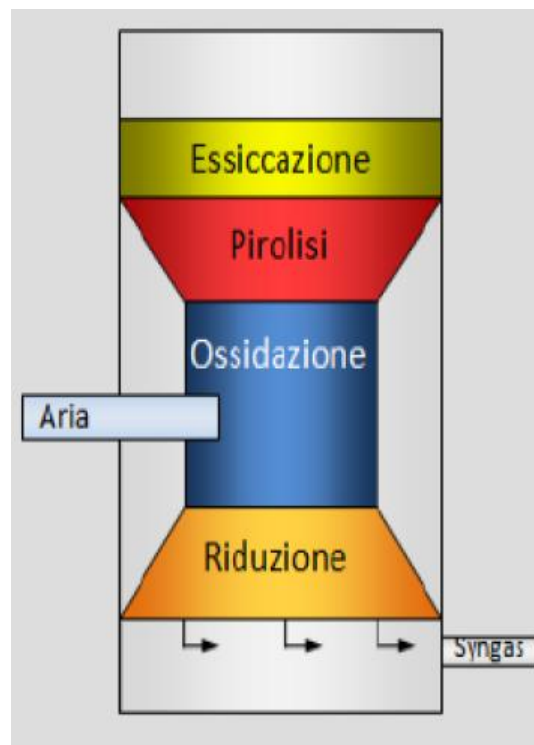 Essiccazione
Pirolisi
Ossidazione
Aria
Riduzione
Syngas